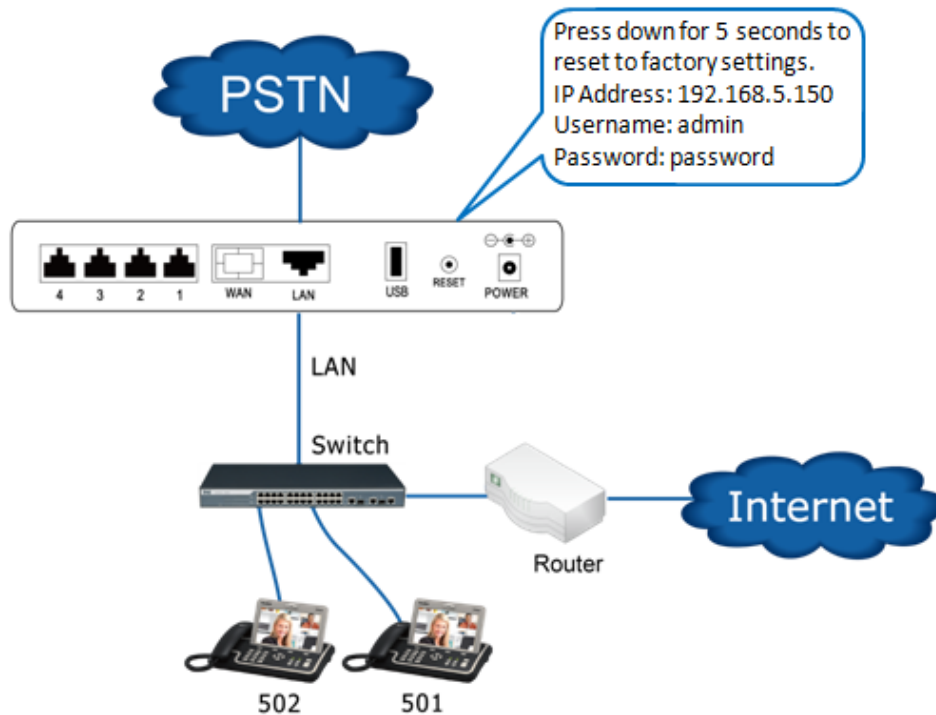 Press down for 5 seconds to
reset to factory settings.
IP Address: 192.168.5.150
Username: admin
Password: password
PSTN
4 3 2 1
WAN
LAN
USB
RESET
POWER
LAN
Switch
Router
Internet
502
501